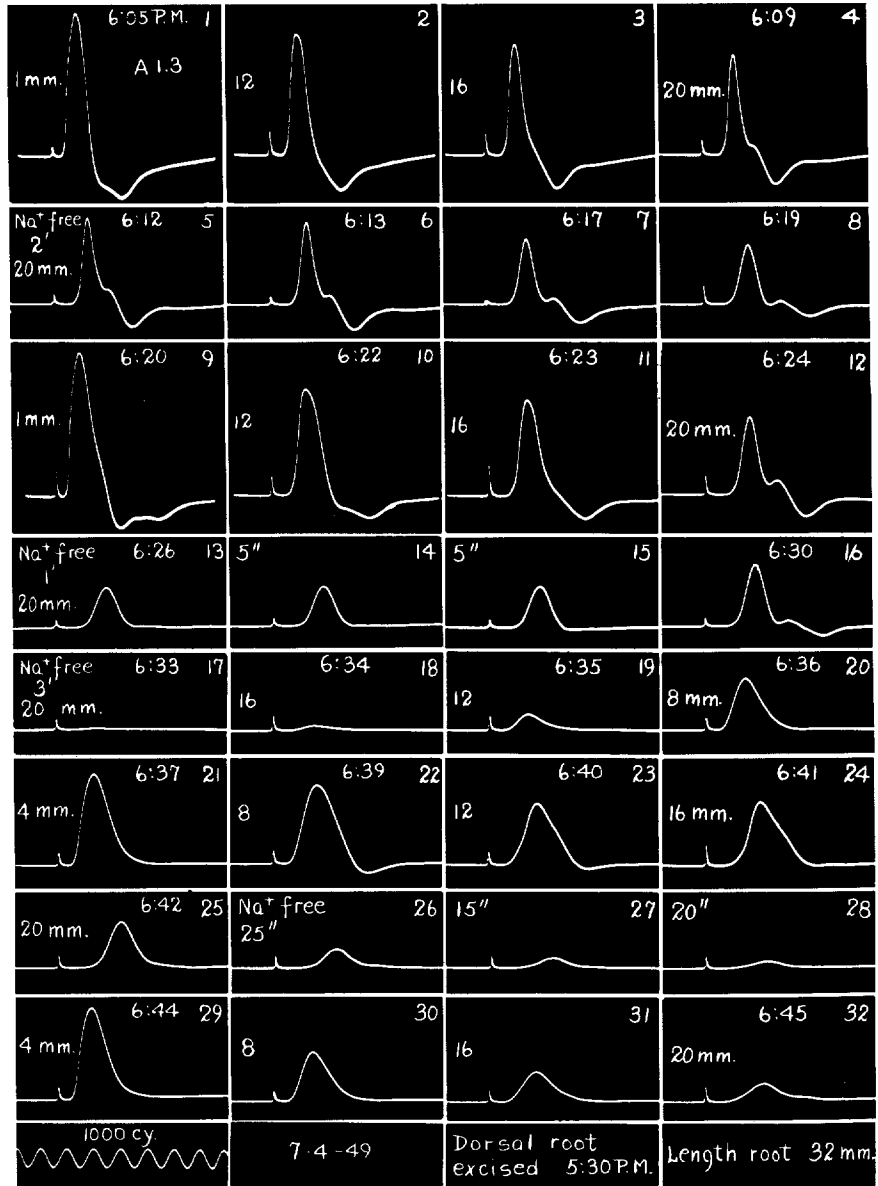 6:05 P.M. 1
1 mm.
A 1.3
2
12
3
16
6:09 4
20 mm.
Na⁺ free 6:12 5
2'
20 mm.
6:13 6
6:17 7
6:19 8
6:20 9
1 mm.
6:22 10
12
6:23 11
16
6:24 12
20 mm.
Na⁺ free 6:26 13
1'
20 mm.
5" 14
5" 15
6:30 16
Na⁺ free 6:33 17
3'
20 mm.
6:34 18
16
6:35 19
12
6:36 20
8 mm.
6:37 21
4 mm.
6:39 22
8
6:40 23
12
6:41 24
16 mm.
6:42 25
20 mm.
Na⁺ free 26
25"
15" 27
20" 28
6:44 29
4 mm.
30
8
31
16
6:45 32
20 mm.
1000 cy.
7-4-49
Dorsal root
excised 5:30 P.M.
Length root 32 mm.